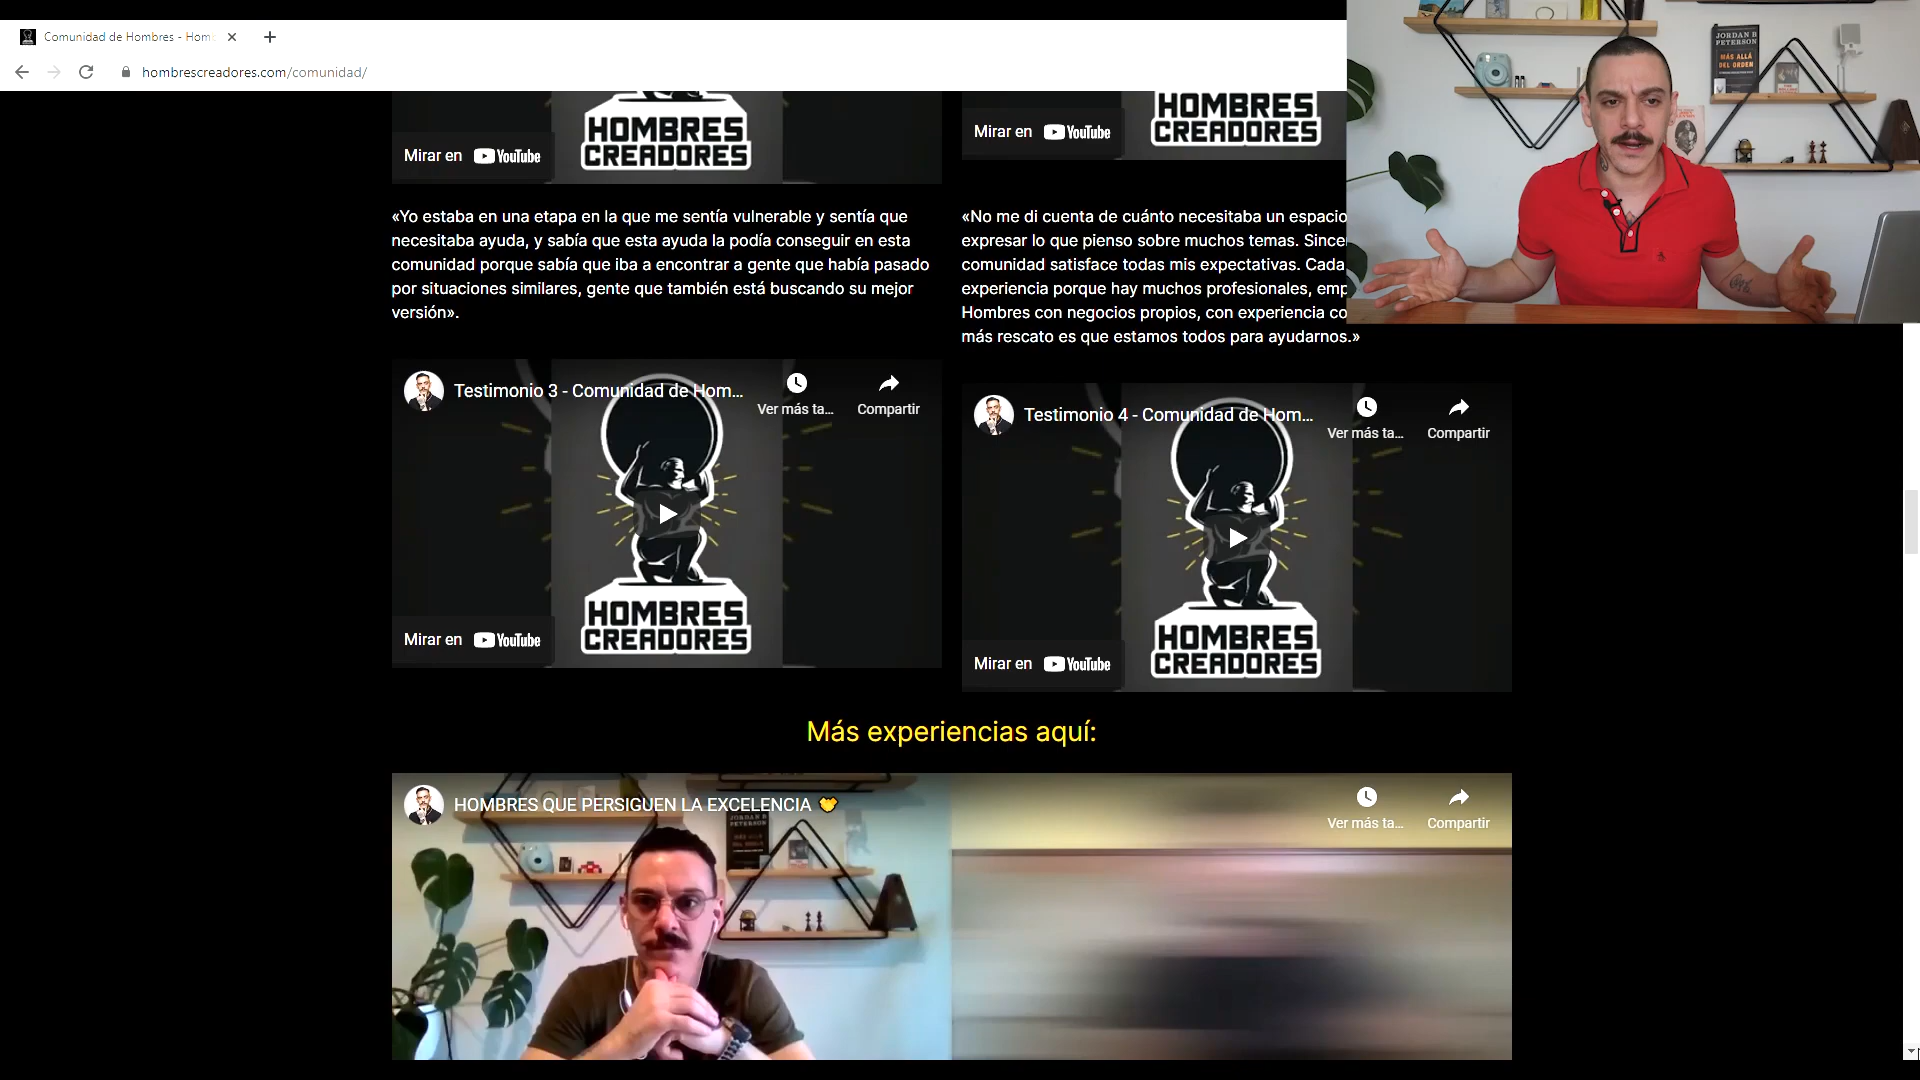 Comunidad de Hombres - Hom
hombrescreadores.com/comunidad/
JORDAN B
PETERSON
MÁS ALLÁ
DEL ORDEN
HOMBRES
CREADORES
Mirar en YouTube
HOMBRES
CREADORES
Mirar en YouTube
«Yo estaba en una etapa en la que me sentía vulnerable y sentía que
necesitaba ayuda, y sabía que esta ayuda la podía conseguir en esta
comunidad porque sabía que iba a encontrar a gente que había pasado
por situaciones similares, gente que también está buscando su mejor
versión».
«No me di cuenta de cuánto necesitaba un espacio
expresar lo que pienso sobre muchos temas. Since
comunidad satisface todas mis expectativas. Cada
experiencia porque hay muchos profesionales, emp
Hombres con negocios propios, con experiencia co
más rescato es que estamos todos para ayudarnos.»
Testimonio 3 - Comunidad de Hom...
Ver más ta...
Compartir
HOMBRES
CREADORES
Mirar en YouTube
Testimonio 4 - Comunidad de Hom...
Ver más ta...
Compartir
HOMBRES
CREADORES
Mirar en YouTube
Más experiencias aquí:
HOMBRES QUE PERSIGUEN LA EXCELENCIA
Ver más ta...
Compartir
JORDAN B
PETERSON